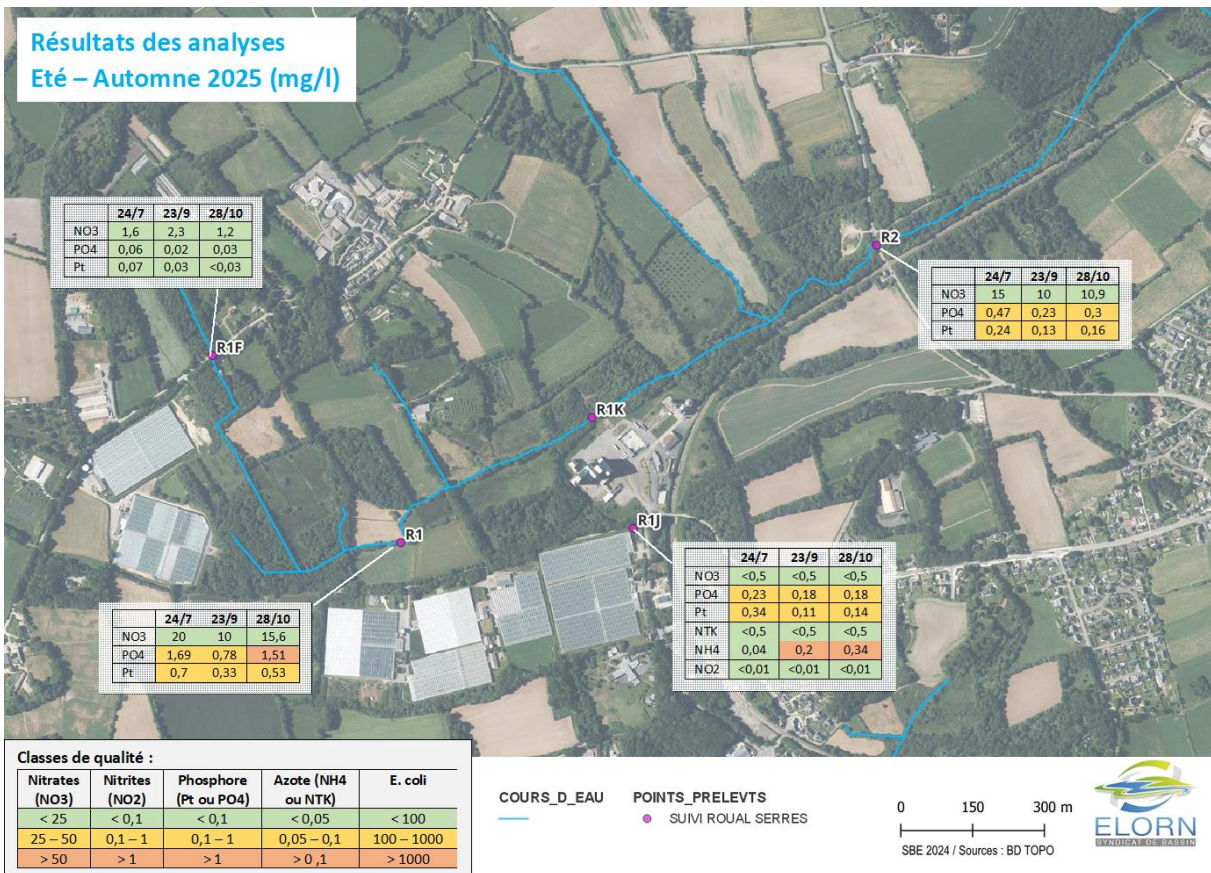 Résultats des analyses
Eté – Automne 2025 (mg/l)
24/7 23/9 28/10
NO3 1,6 2,3 1,2
PO4 0,06 0,02 0,03
Pt 0,07 0,03 <0,03
R1F
R2
24/7 23/9 28/10
NO3 15 10 10,9
PO4 0,47 0,23 0,3
Pt 0,24 0,13 0,16
R1K
R1
R1J
24/7 23/9 28/10
NO3 20 10 15,6
PO4 1,69 0,78 1,51
Pt 0,7 0,33 0,53
24/7 23/9 28/10
NO3 <0,5 <0,5 <0,5
PO4 0,23 0,18 0,18
Pt 0,34 0,11 0,14
NTK <0,5 <0,5 <0,5
NH4 0,04 0,2 0,34
NO2 <0,01 <0,01 <0,01
Classes de qualité :
Nitrates (NO3) Nitrites (NO2) Phosphore (Pt ou PO4) Azote (NH4 ou NTK) E. coli
< 25 < 0,1 < 0,1 < 0,05 < 100
25 – 50 0,1 – 1 0,1 – 1 0,05 – 0,1 100 – 1000
> 50 > 1 > 1 > 0 ,1 > 1000
COURS_D_EAU
POINTS_PRELEVTS
SUIVI ROUAL SERRES
0 150 300 m
SBE 2024 / Sources : BD TOPO
ELORN
SYNDICAT DE BASSIN